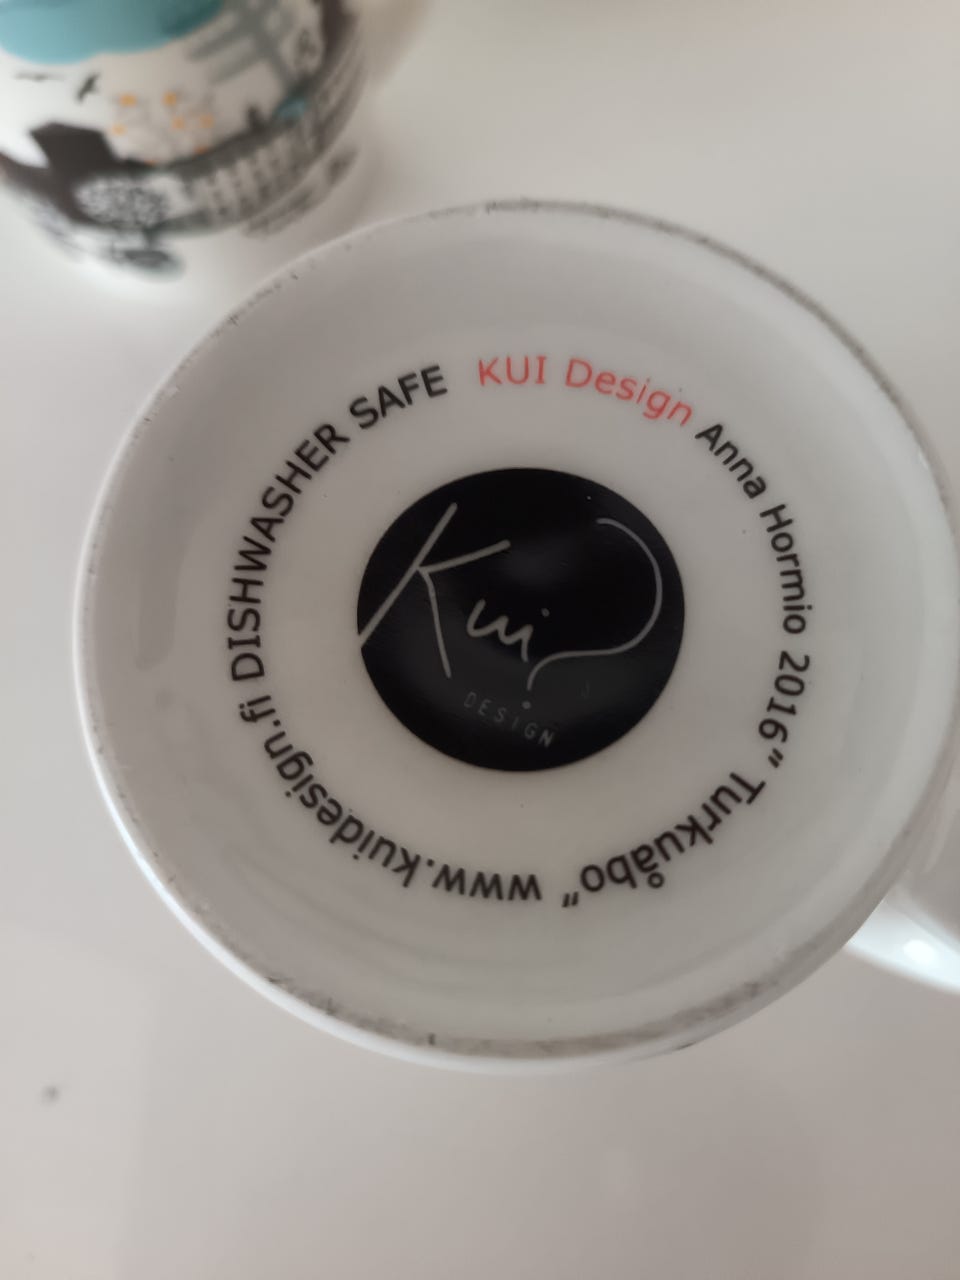 KUI Design Anna Hormio 2016" Turkuåbo" www.kuidesign.fi DISHWASHER SAFE
Kui
DESIGN